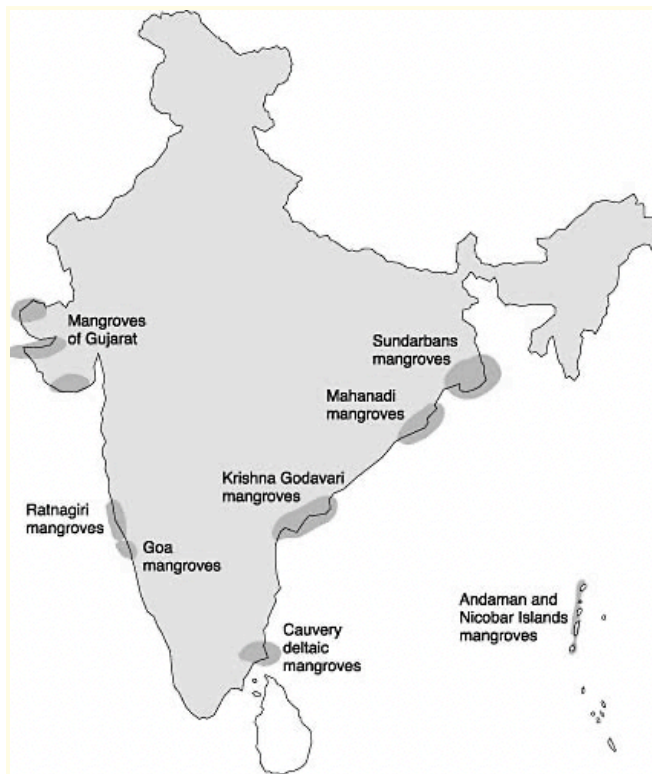 Mangroves
of Gujarat
Sundarbans
mangroves
Mahanadi
mangroves
Krishna Godavari
mangroves
Ratnagiri
mangroves
Goa
mangroves
Andaman and
Nicobar Islands
mangroves
Cauvery
deltaic
mangroves